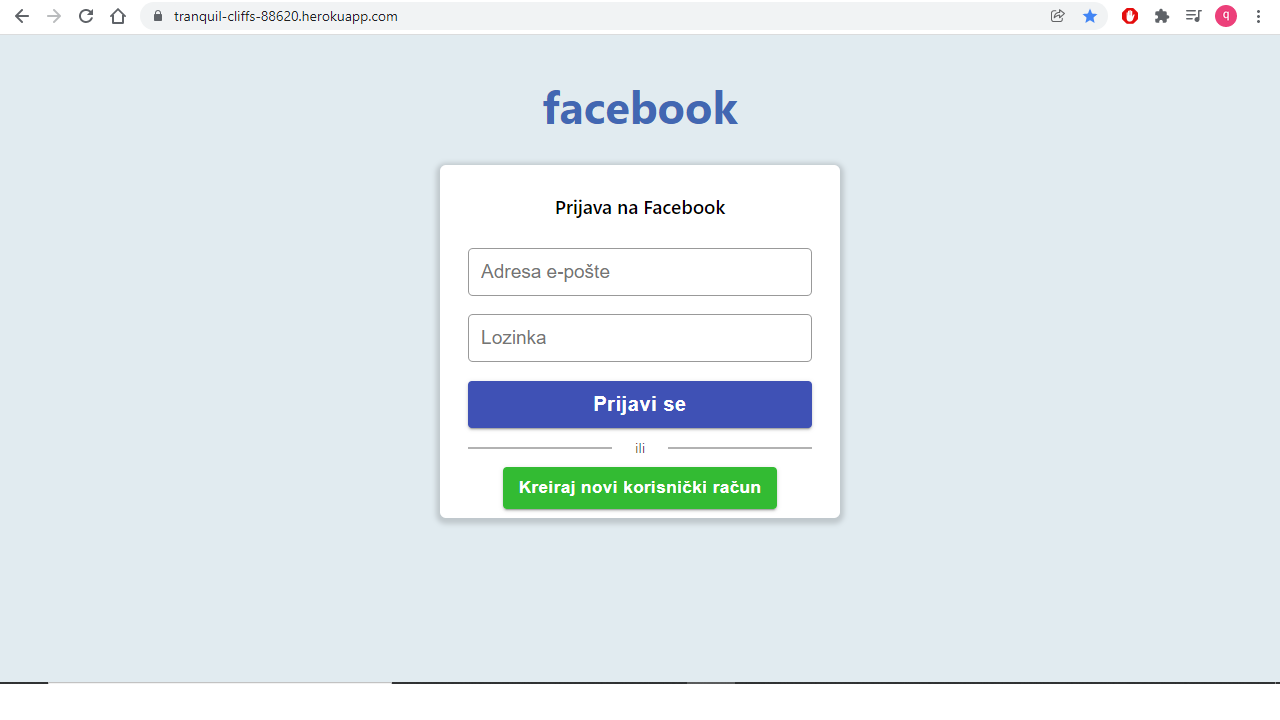 tranquil-cliffs-88620.herokuapp.com
q
facebook
Prijava na Facebook
Adresa e-pošte
Lozinka
Prijavi se
ili
Kreiraj novi korisnički račun